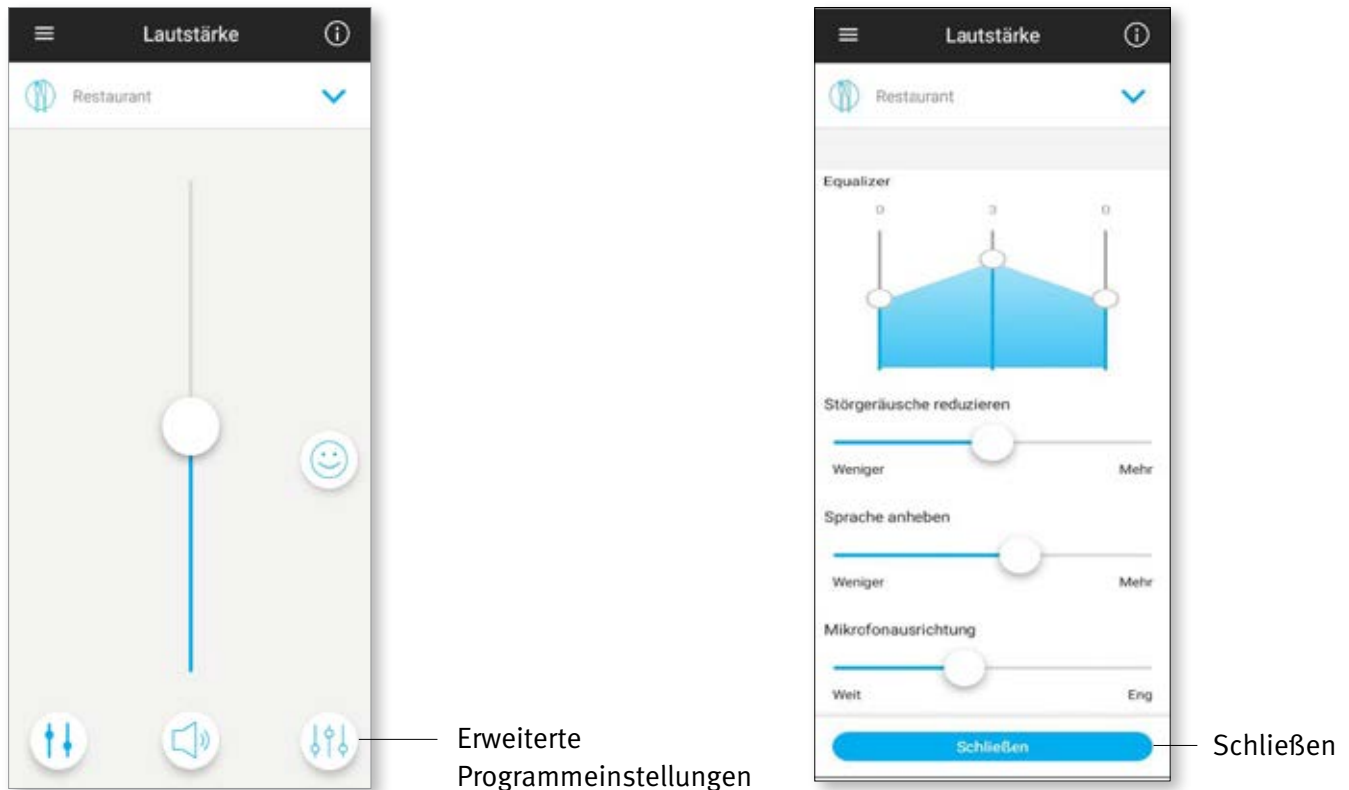 Lautstärke
Restaurant
Erweiterte
Programmeinstellungen
Lautstärke
Restaurant
Equalizer
0 3 0
Störgeräusche reduzieren
Weniger Mehr
Sprache anheben
Weniger Mehr
Mikrofonausrichtung
Weit Eng
Schließen
Schließen